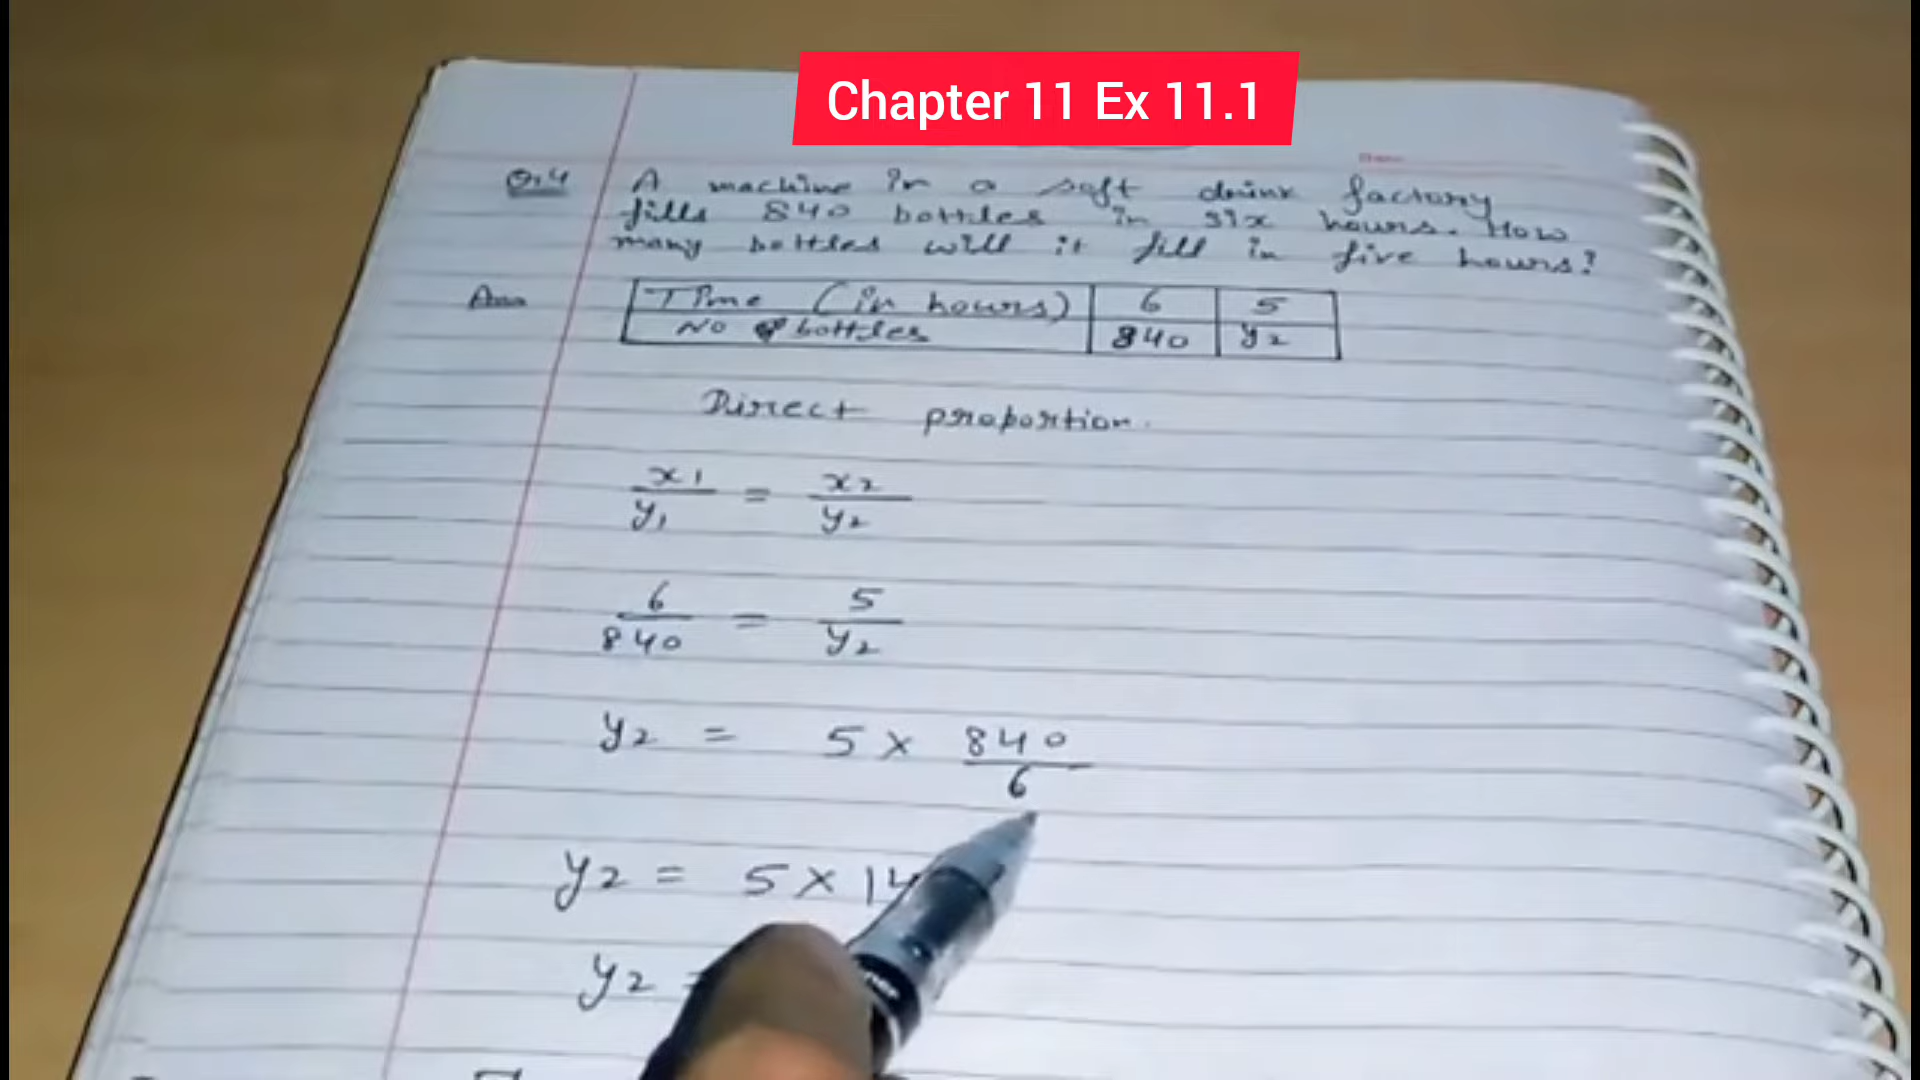 Chapter 11 Ex 11.1
Q.4 A machine in a soft drink factory
fills 840 bottles in six hours. How
many bottles will it fill in five hours?
Ans
Time (in hours) 6 5
No of bottles 840 y2
Direct proportion.
x1/y1 = x2/y2
6/840 = 5/y2
y2 = 5 × 840/6
y2 = 5 × 14
y2 =